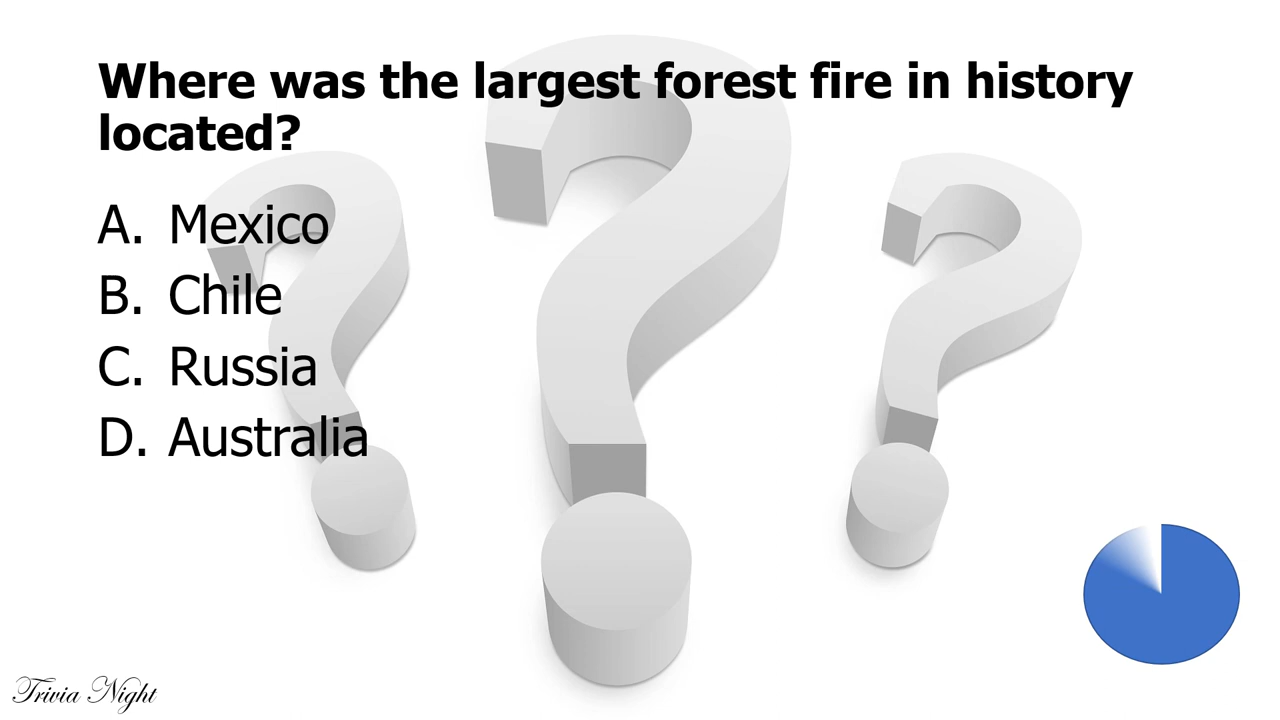 Where was the largest forest fire in history
located?
A. Mexico
B. Chile
C. Russia
D. Australia
Trivia Night